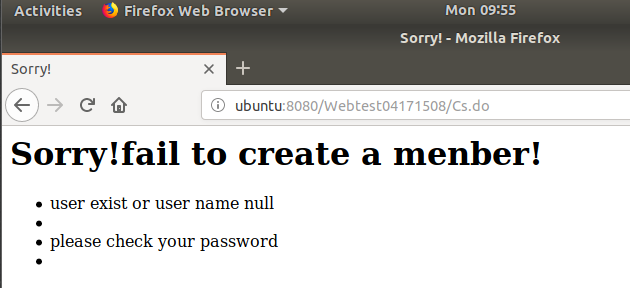 Activities Firefox Web Browser Mon 09:55
Sorry! - Mozilla Firefox
Sorry!
ubuntu:8080/Webtest04171508/Cs.do
Sorry!fail to create a menber!
user exist or user name null
please check your password